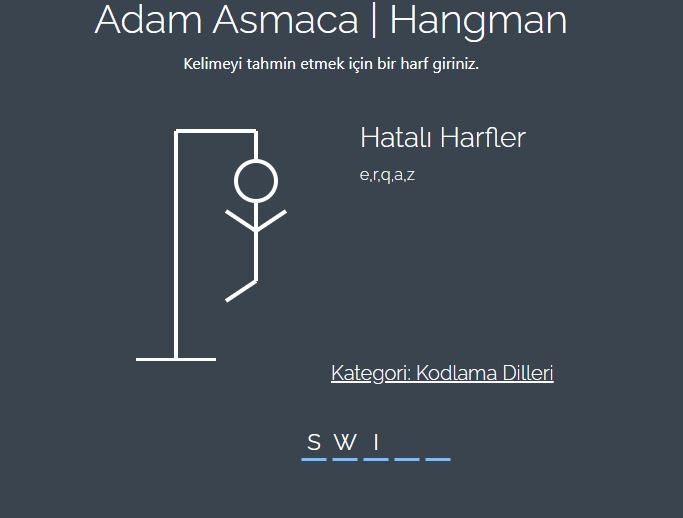 Adam Asmaca | Hangman
Kelimeyi tahmin etmek için bir harf giriniz.
Hatalı Harfler
e,r,q,a,z
Kategori: Kodlama Dilleri
S W I